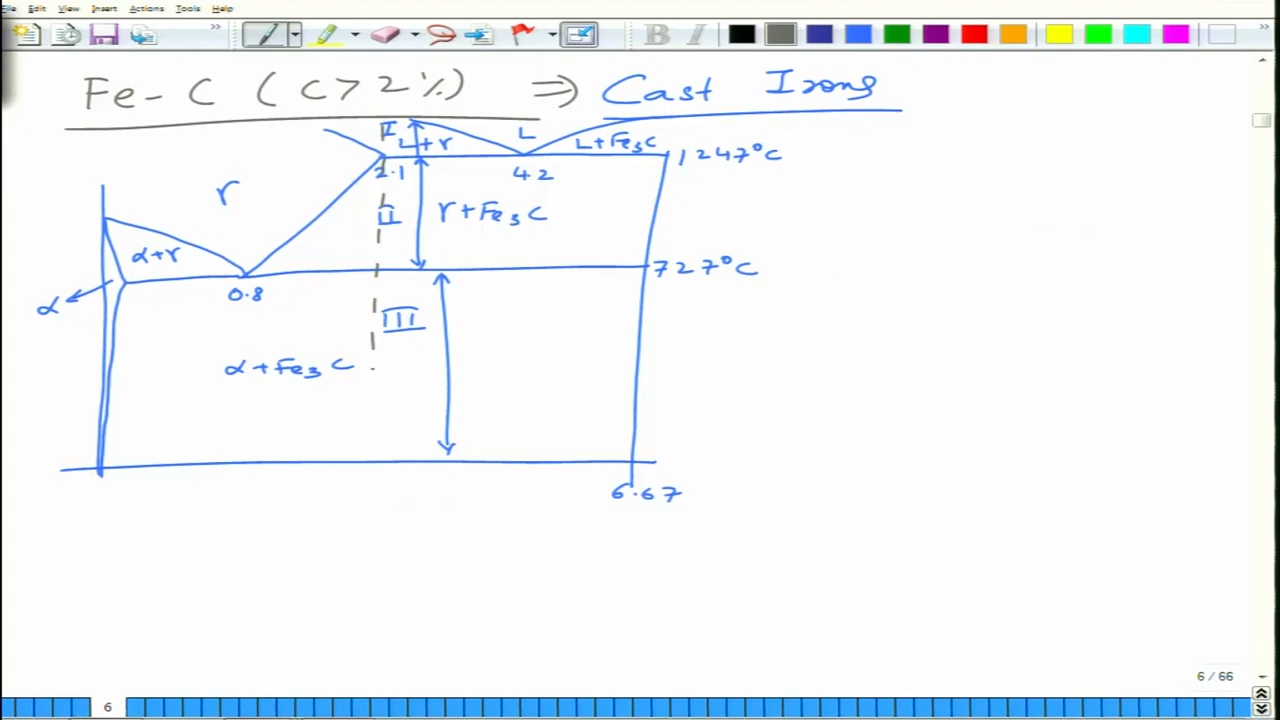 File Edit View Insert Actions Tools Help
Fe-C (C>2%) ⇒ Cast Irons
I
L+r
L
L+Fe3C
1247°C
2.1
4.2
r
II
r+Fe3C
α+r
727°C
α
0.8
III
α+Fe3C
6.67
6 / 66
6